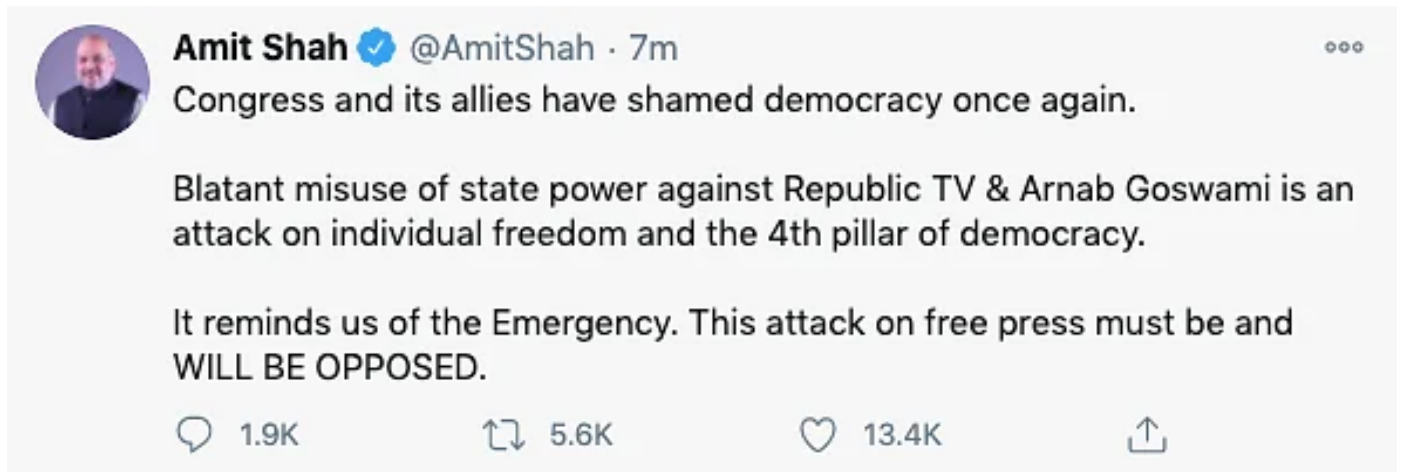 Amit Shah @AmitShah · 7m
Congress and its allies have shamed democracy once again.
Blatant misuse of state power against Republic TV & Arnab Goswami is an
attack on individual freedom and the 4th pillar of democracy.
It reminds us of the Emergency. This attack on free press must be and
WILL BE OPPOSED.
1.9K 5.6K 13.4K